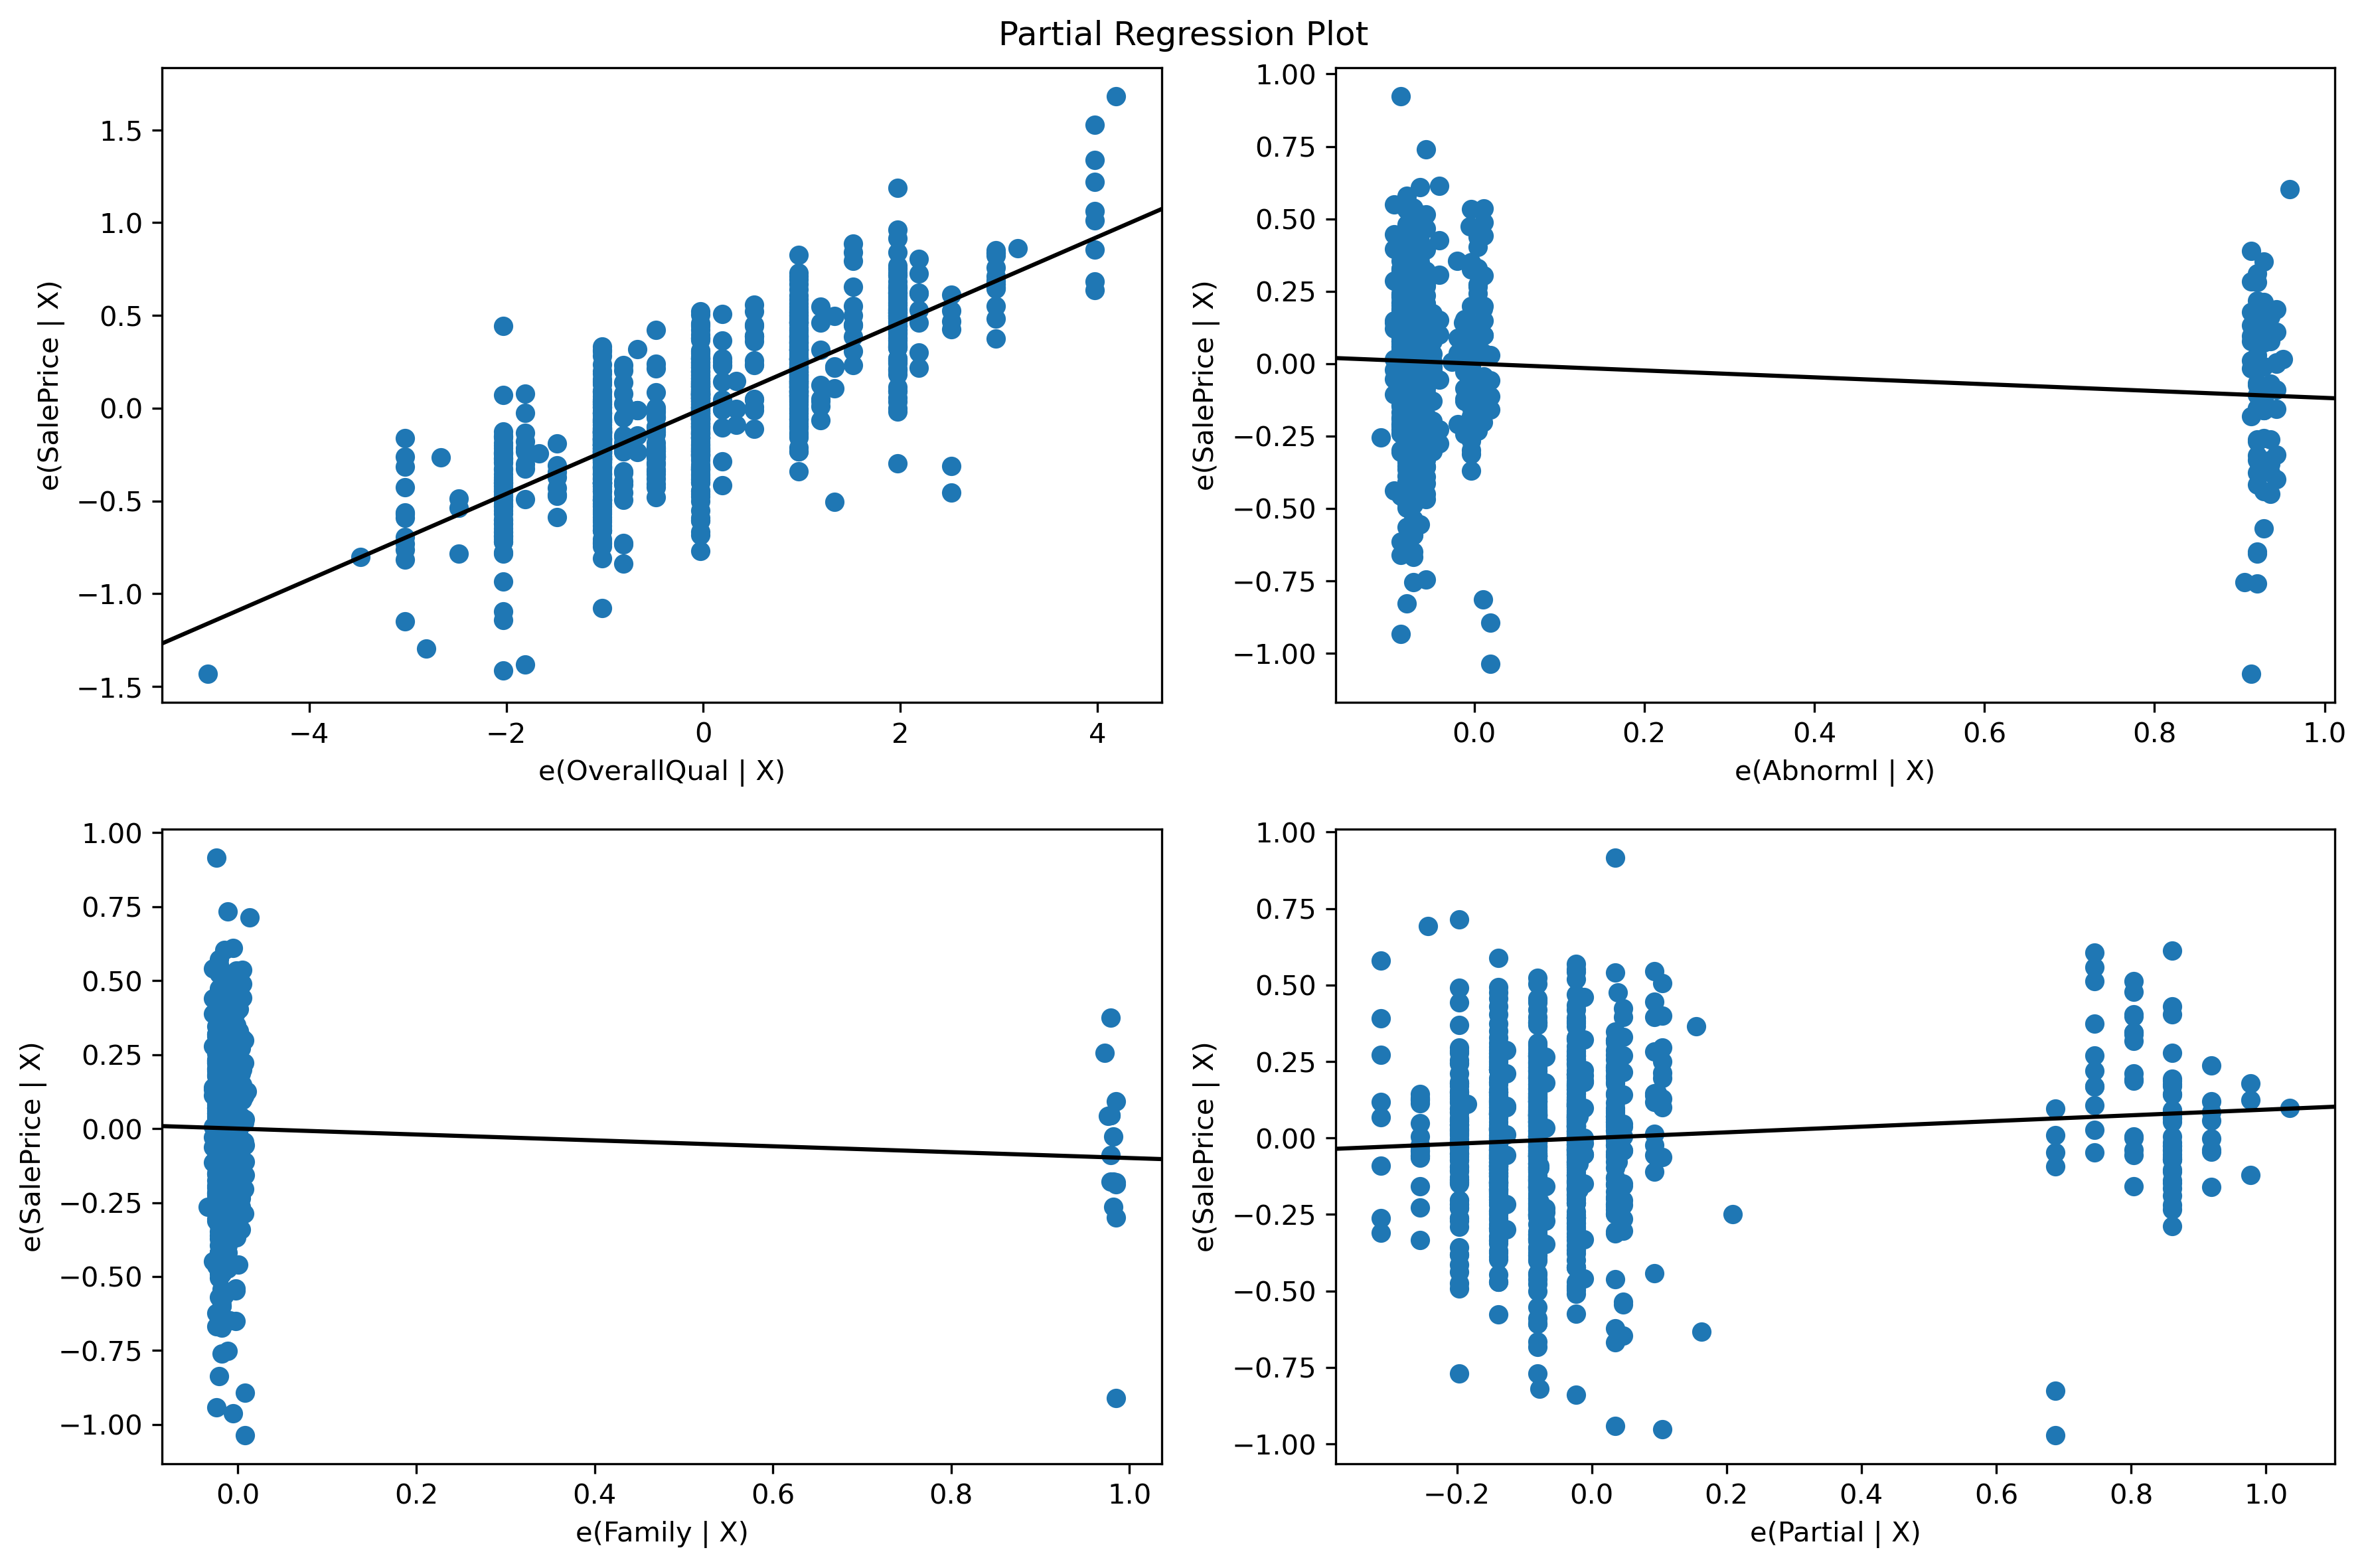 Partial Regression Plot
1.5
1.0
0.5
0.0
−0.5
−1.0
−1.5
e(SalePrice | X)
−4 −2 0 2 4
e(OverallQual | X)
1.00
0.75
0.50
0.25
0.00
−0.25
−0.50
−0.75
−1.00
e(SalePrice | X)
0.0 0.2 0.4 0.6 0.8 1.0
e(Abnorml | X)
1.00
0.75
0.50
0.25
0.00
−0.25
−0.50
−0.75
−1.00
e(SalePrice | X)
0.0 0.2 0.4 0.6 0.8 1.0
e(Family | X)
1.00
0.75
0.50
0.25
0.00
−0.25
−0.50
−0.75
−1.00
e(SalePrice | X)
−0.2 0.0 0.2 0.4 0.6 0.8 1.0
e(Partial | X)